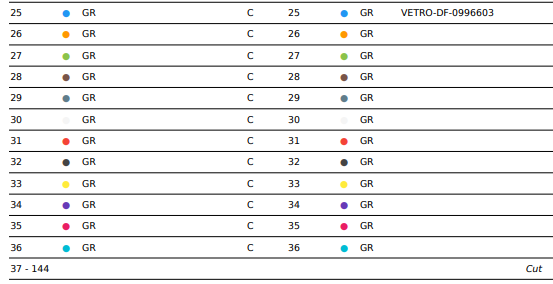 25 GR C 25 GR VETRO-DF-0996603
26 GR C 26 GR
27 GR C 27 GR
28 GR C 28 GR
29 GR C 29 GR
30 GR C 30 GR
31 GR C 31 GR
32 GR C 32 GR
33 GR C 33 GR
34 GR C 34 GR
35 GR C 35 GR
36 GR C 36 GR
37 - 144 Cut